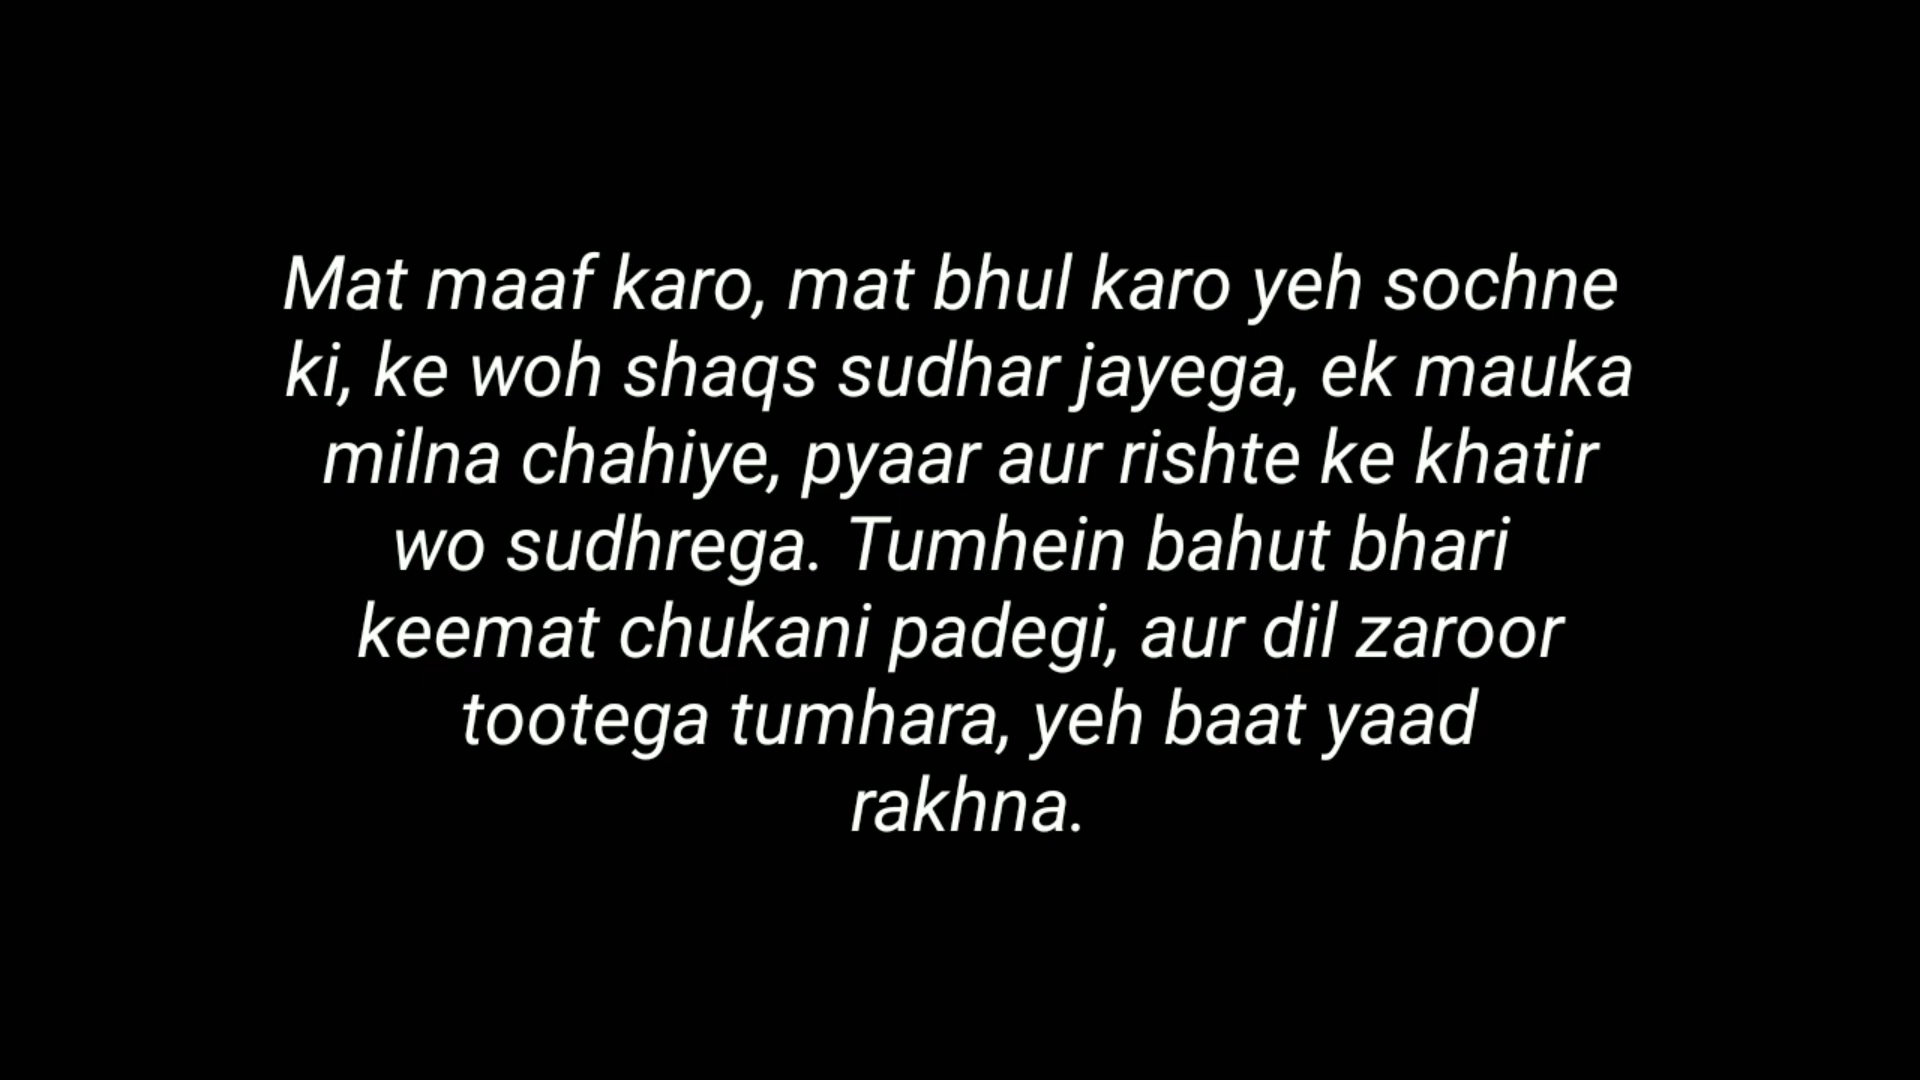 Mat maaf karo, mat bhul karo yeh sochne
ki, ke woh shaqs sudhar jayega, ek mauka
milna chahiye, pyaar aur rishte ke khatir
wo sudhrega. Tumhein bahut bhari
keemat chukani padegi, aur dil zaroor
tootega tumhara, yeh baat yaad
rakhna.